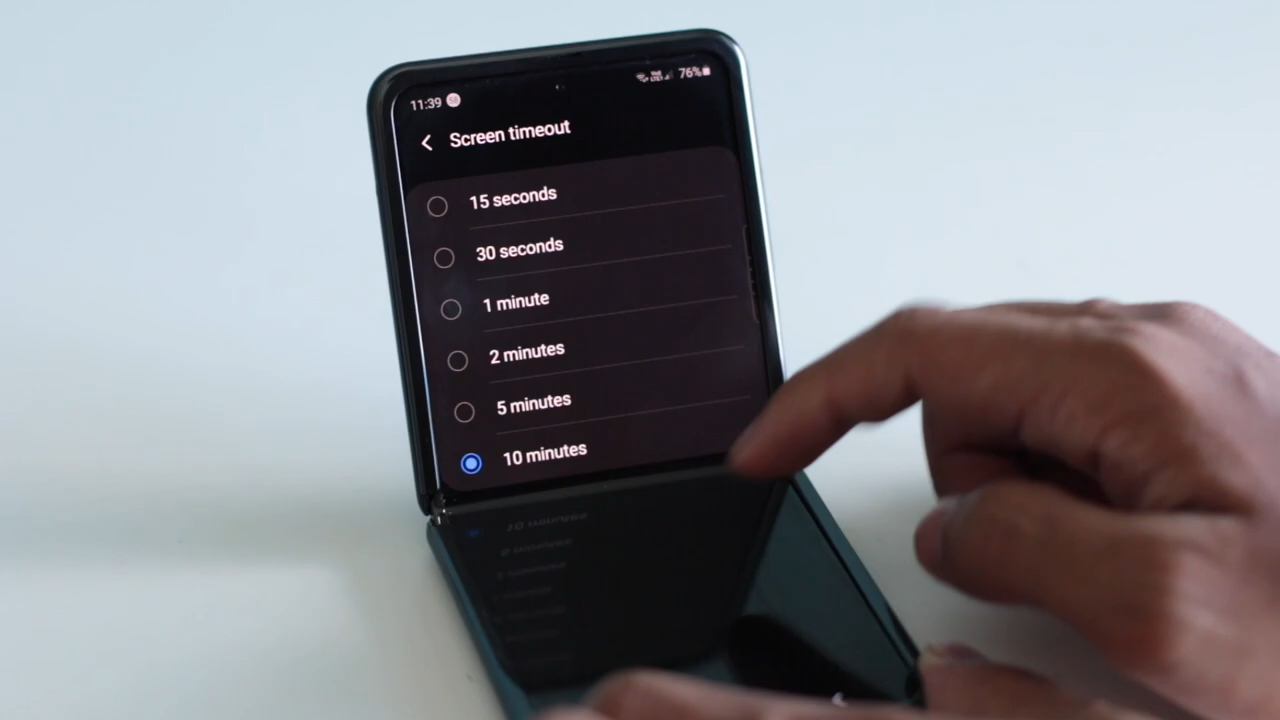 11:39 76%
Screen timeout
15 seconds
30 seconds
1 minute
2 minutes
5 minutes
10 minutes